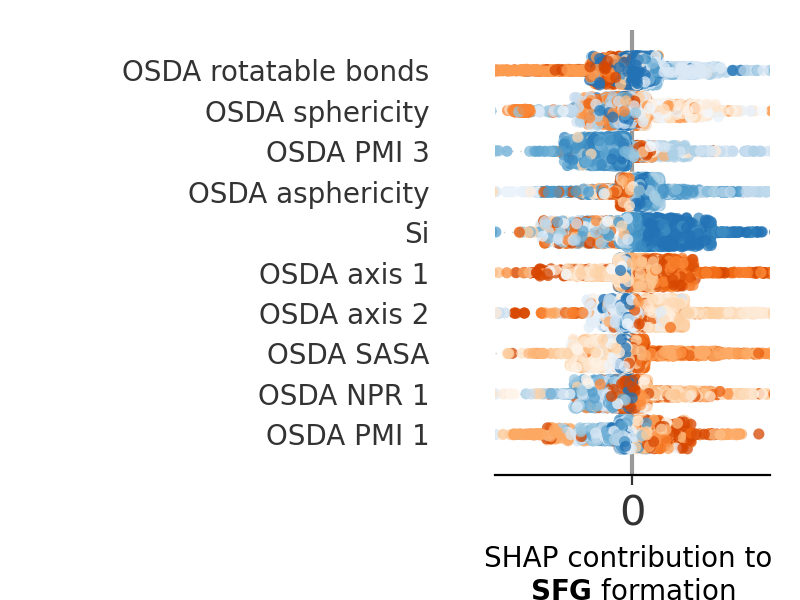 OSDA rotatable bonds
OSDA sphericity
OSDA PMI 3
OSDA asphericity
Si
OSDA axis 1
OSDA axis 2
OSDA SASA
OSDA NPR 1
OSDA PMI 1
0
SHAP contribution to
SFG formation